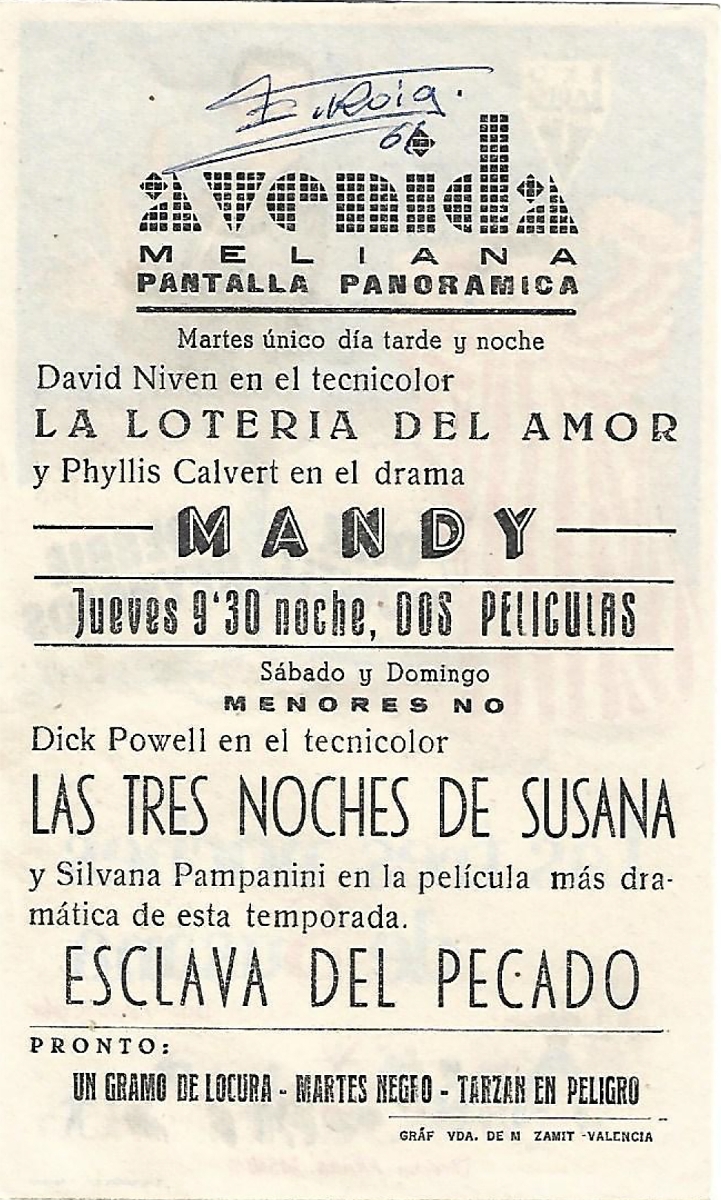 avenida
MELIANA
PANTALLA PANORAMICA
Martes único día tarde y noche
David Niven en el tecnicolor
LA LOTERIA DEL AMOR
y Phyllis Calvert en el drama
MANDY
Jueves 9'30 noche, DOS PELICULAS
Sábado y Domingo
MENORES NO
Dick Powell en el tecnicolor
LAS TRES NOCHES DE SUSANA
y Silvana Pampanini en la película más dra-
mática de esta temporada.
ESCLAVA DEL PECADO
PRONTO:
UN GRAMO DE LOCURA - MARTES NEGRO - TARZAN EN PELIGRO
GRÁF VDA. DE M ZAMIT -VALENCIA